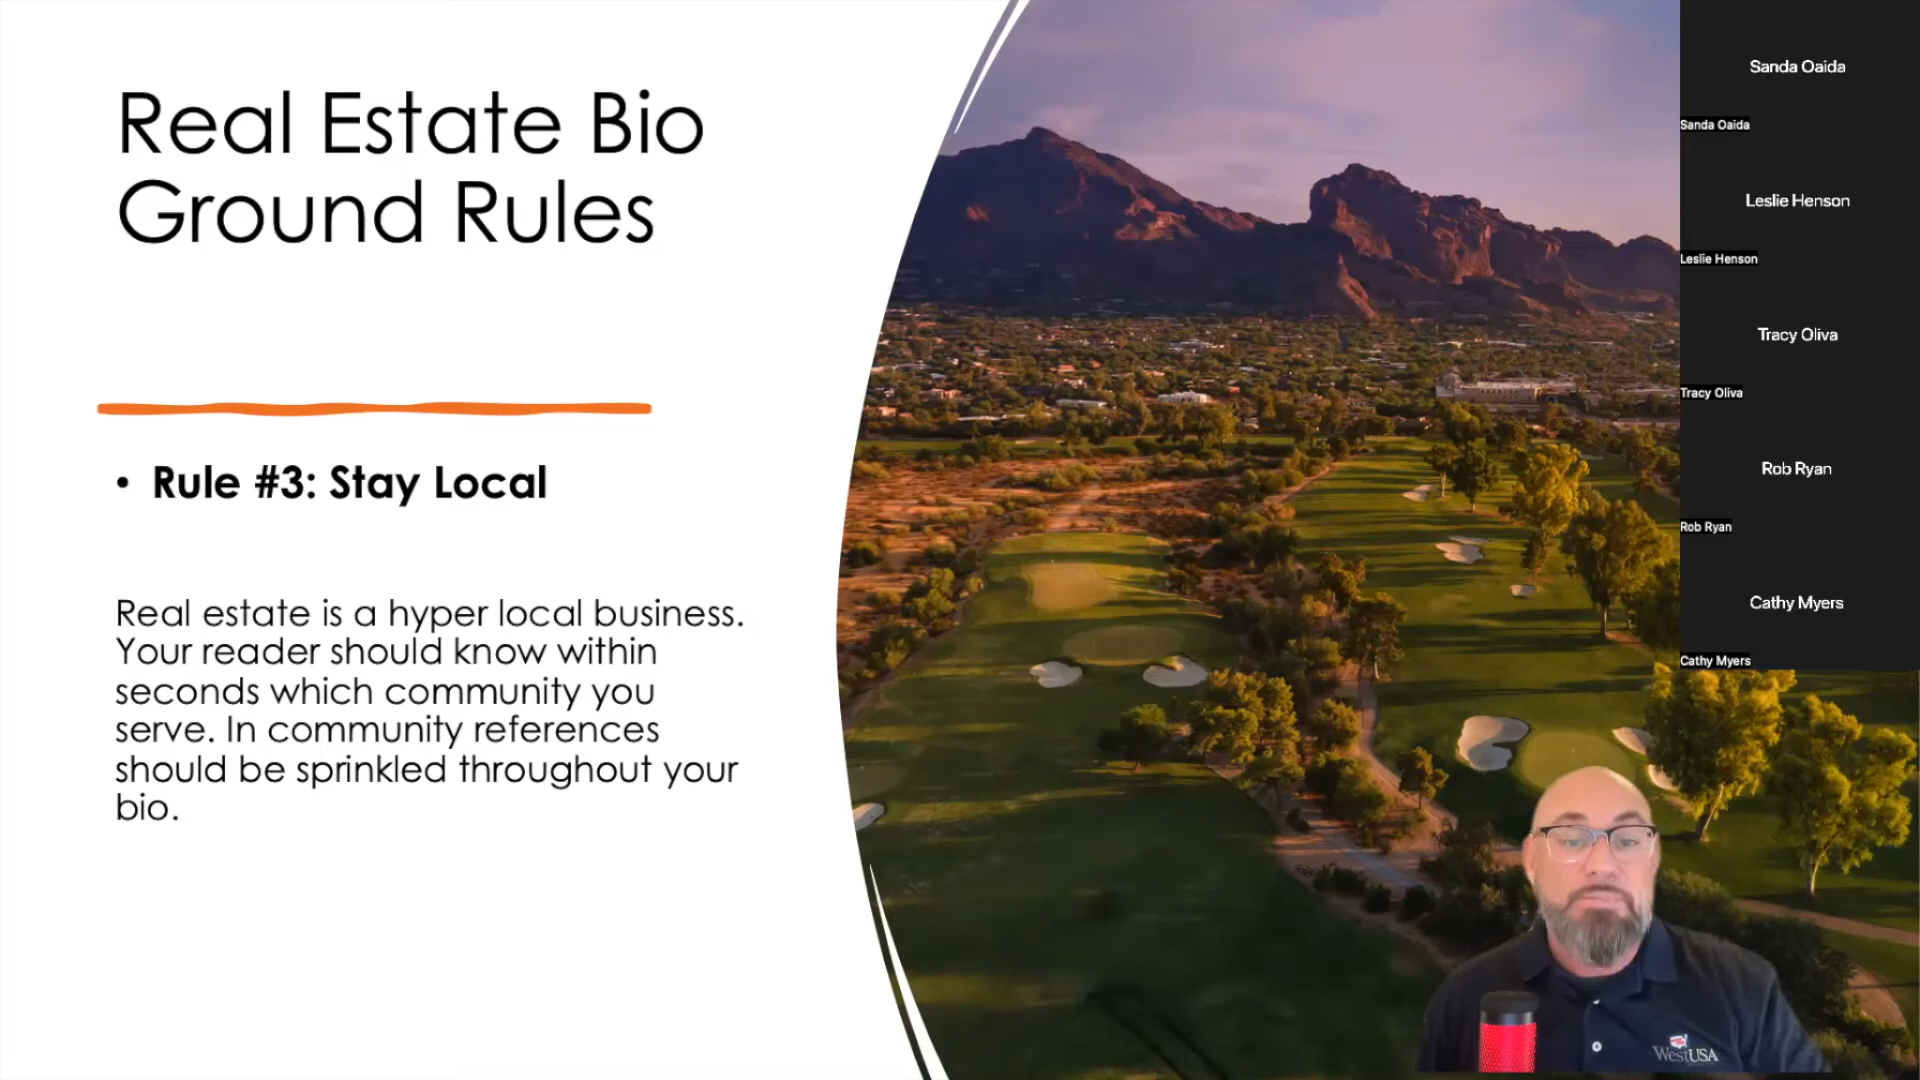 Real Estate Bio
Ground Rules
• Rule #3: Stay Local
Real estate is a hyper local business.
Your reader should know within
seconds which community you
serve. In community references
should be sprinkled throughout your
bio.
Sanda Oaida
Sanda Oaida
Leslie Henson
Leslie Henson
Tracy Oliva
Tracy Oliva
Rob Ryan
Rob Ryan
Cathy Myers
Cathy Myers
WestUSA